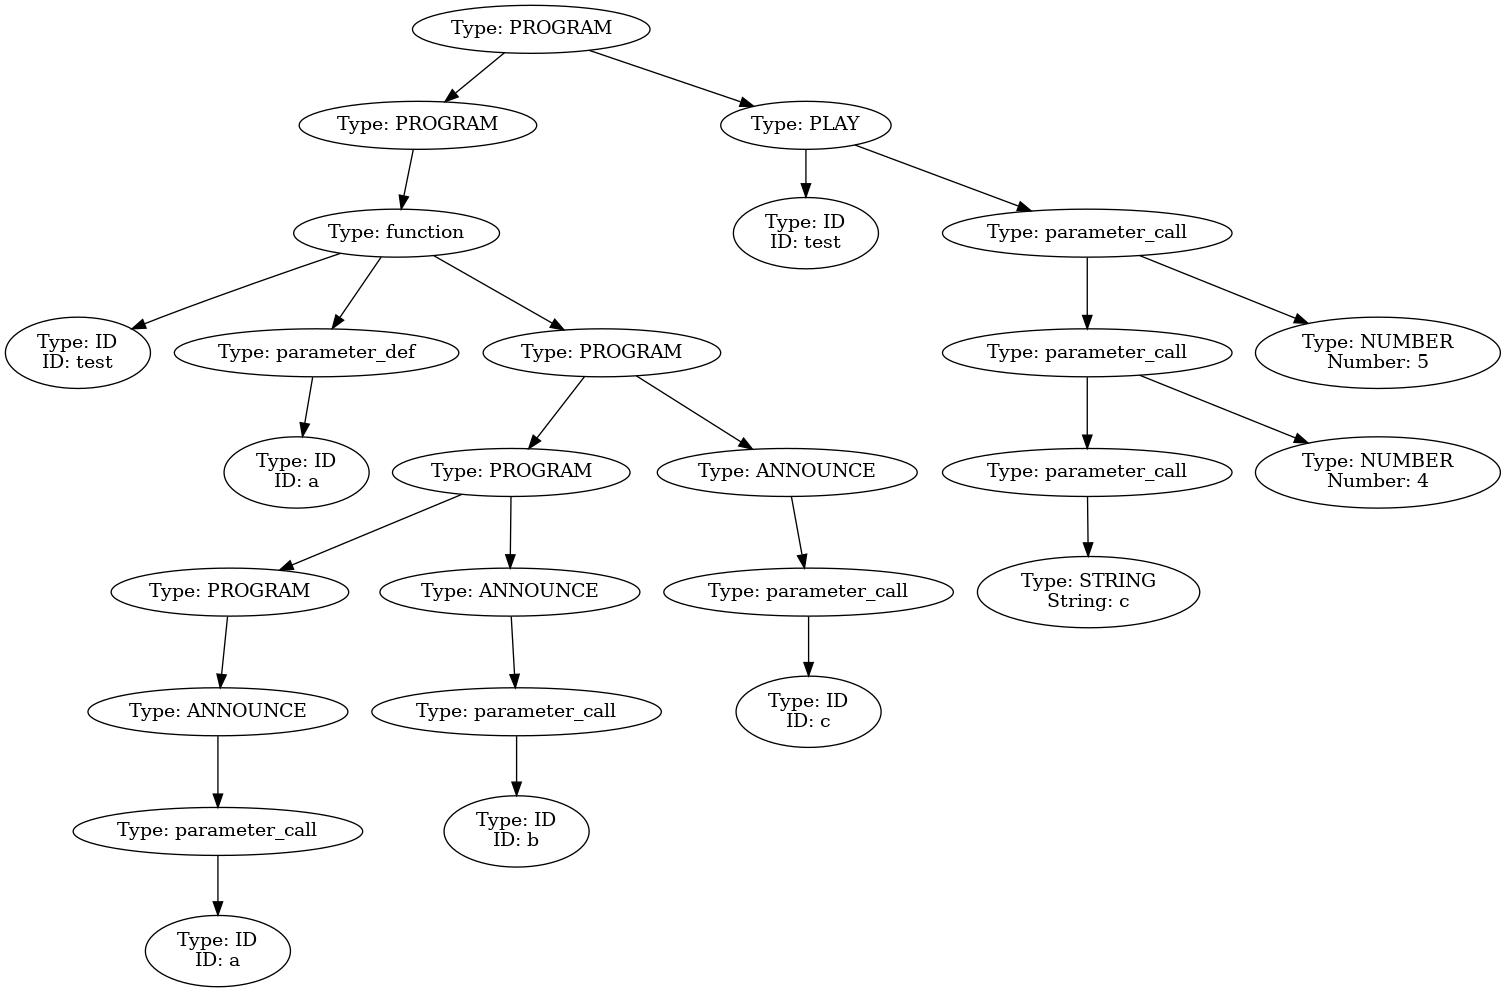 Type: PROGRAM
Type: PROGRAM
Type: PLAY
Type: function
Type: ID
ID: test
Type: parameter_call
Type: ID
ID: test
Type: parameter_def
Type: PROGRAM
Type: parameter_call
Type: NUMBER
Number: 5
Type: ID
ID: a
Type: PROGRAM
Type: ANNOUNCE
Type: parameter_call
Type: NUMBER
Number: 4
Type: PROGRAM
Type: ANNOUNCE
Type: parameter_call
Type: STRING
String: c
Type: ANNOUNCE
Type: parameter_call
Type: ID
ID: c
Type: parameter_call
Type: ID
ID: b
Type: ID
ID: a